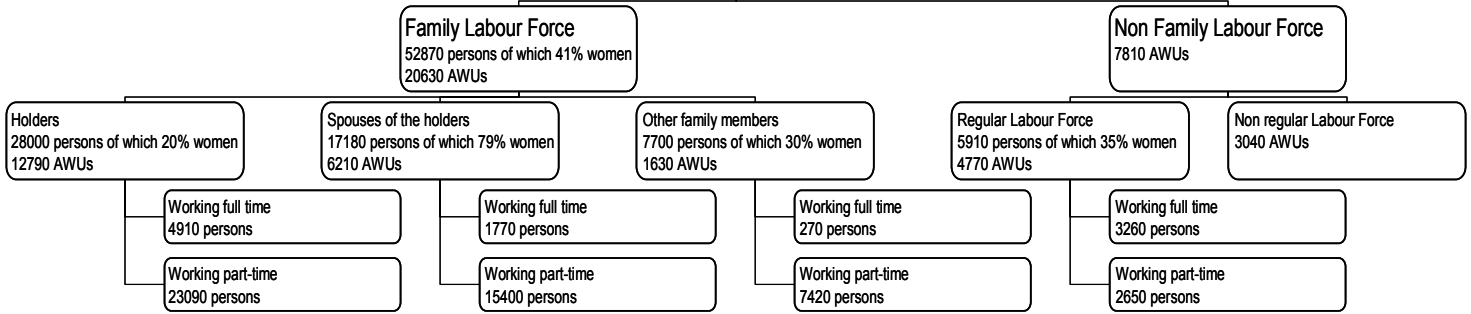 Family Labour Force
52870 persons of which 41% women
20630 AWUs
Non Family Labour Force
7810 AWUs
Holders
28000 persons of which 20% women
12790 AWUs
Spouses of the holders
17180 persons of which 79% women
6210 AWUs
Other family members
7700 persons of which 30% women
1630 AWUs
Regular Labour Force
5910 persons of which 35% women
4770 AWUs
Non regular Labour Force
3040 AWUs
Working full time
4910 persons
Working full time
1770 persons
Working full time
270 persons
Working full time
3260 persons
Working part-time
23090 persons
Working part-time
15400 persons
Working part-time
7420 persons
Working part-time
2650 persons